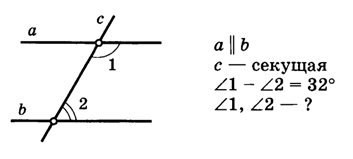 c
a
1
b
2
a ∥ b
c — секущая
∠1 − ∠2 = 32°
∠1, ∠2 — ?